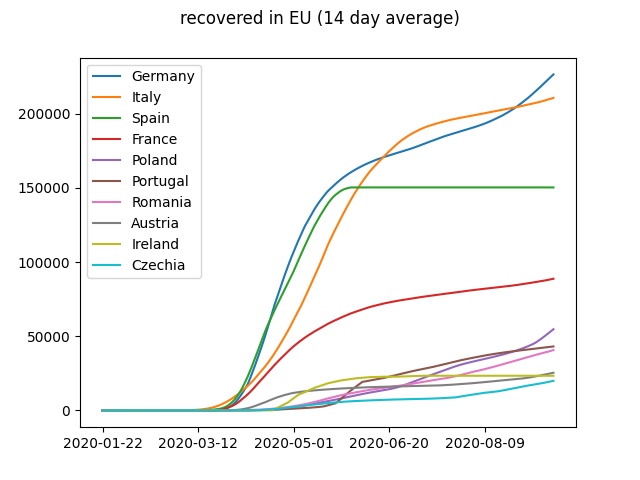 recovered in EU (14 day average)
Germany
Italy
Spain
France
Poland
Portugal
Romania
Austria
Ireland
Czechia
200000
150000
100000
50000
0
2020-01-22 2020-03-12 2020-05-01 2020-06-20 2020-08-09